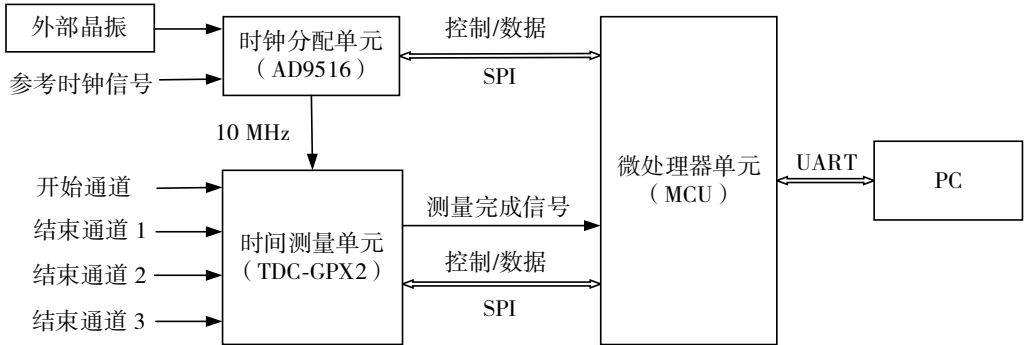 外部晶振
参考时钟信号
时钟分配单元
（AD9516）
控制/数据
SPI
10 MHz
开始通道
结束通道 1
结束通道 2
结束通道 3
时间测量单元
（TDC-GPX2）
测量完成信号
控制/数据
SPI
微处理器单元
（MCU）
UART
PC